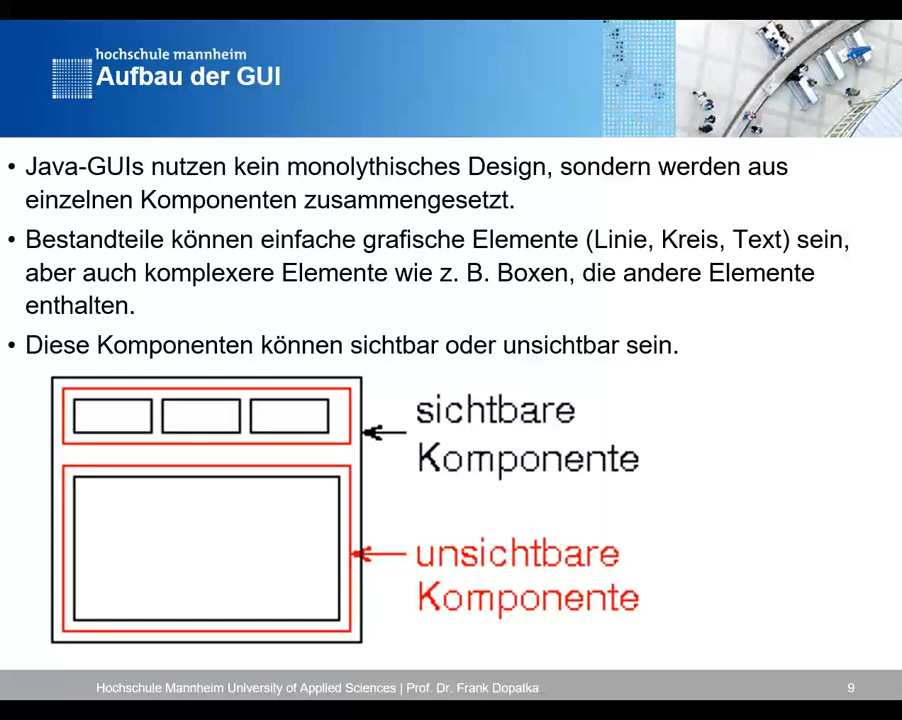 hochschule mannheim
Aufbau der GUI
• Java-GUIs nutzen kein monolythisches Design, sondern werden aus
einzelnen Komponenten zusammengesetzt.
• Bestandteile können einfache grafische Elemente (Linie, Kreis, Text) sein,
aber auch komplexere Elemente wie z. B. Boxen, die andere Elemente
enthalten.
• Diese Komponenten können sichtbar oder unsichtbar sein.
sichtbare
Komponente
unsichtbare
Komponente
Hochschule Mannheim University of Applied Sciences | Prof. Dr. Frank Dopatka
9